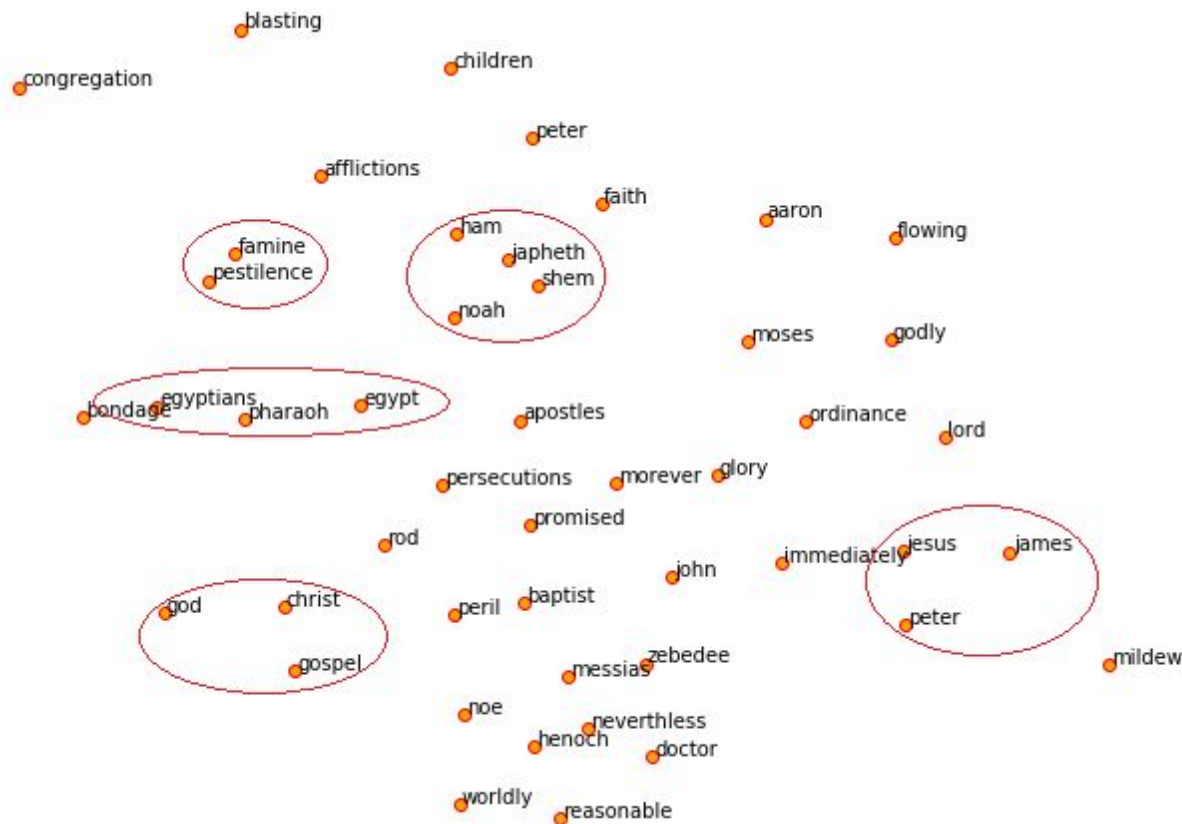 blasting
children
congregation
peter
afflictions
faith
aaron
flowing
ham
famine
japheth
pestilence
shem
noah
moses
godly
egyptians
egypt
bondage
pharaoh
apostles
ordinance
lord
persecutions
morever
glory
promised
rod
immediately
jesus
james
john
god
christ
peril
baptist
peter
gospel
messias
zebedee
mildew
noe
neverthless
henoch
doctor
worldly
reasonable